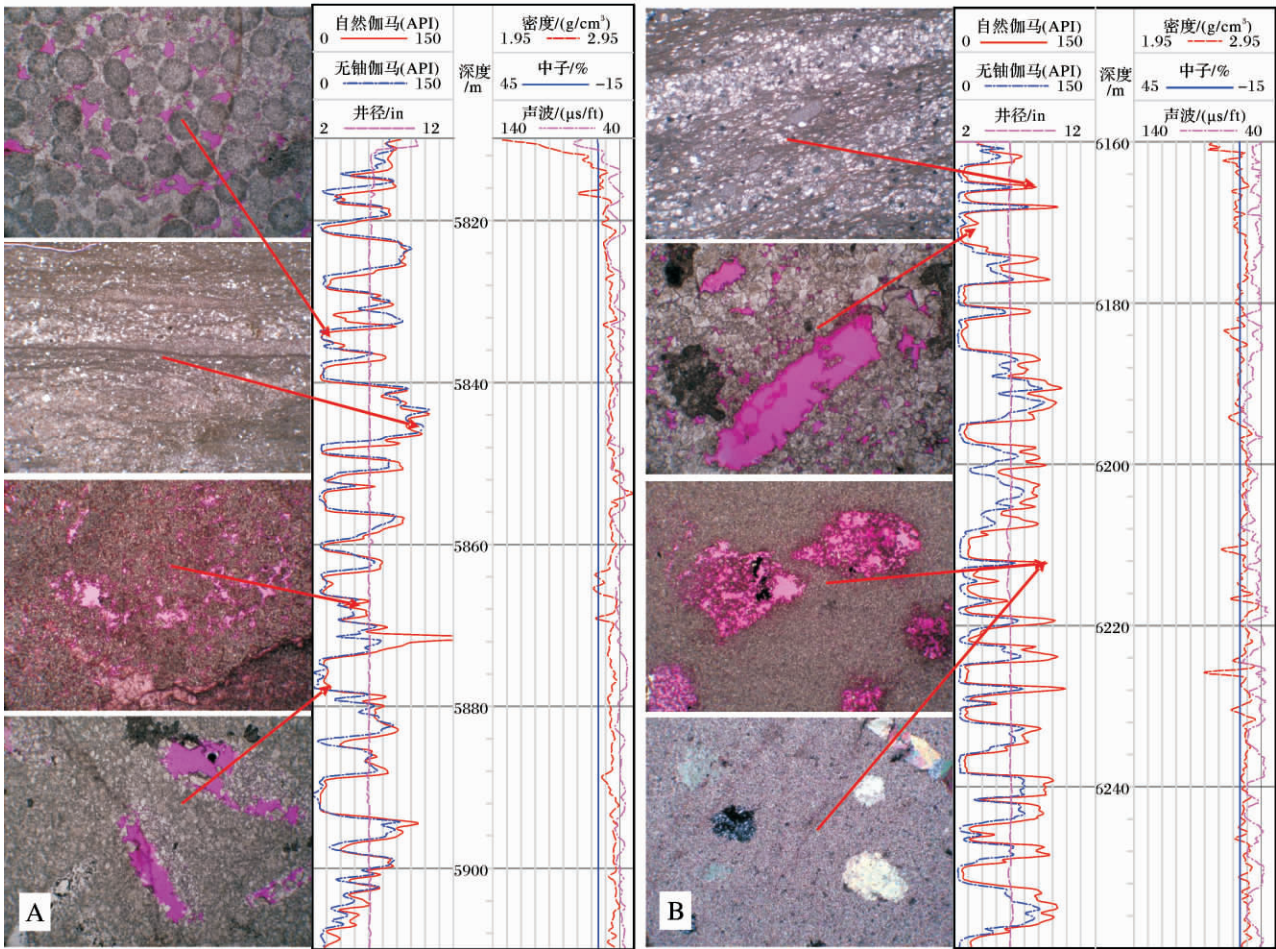 自然伽马(API)
0 150
无铀伽马(API)
0 150
井径/in
2 12
深度
/m
密度/(g/cm³)
1.95 2.95
中子/%
45 −15
声波/(μs/ft)
140 40
5820
5840
5860
5880
5900
A
自然伽马(API)
0 150
无铀伽马(API)
0 150
井径/in
2 12
深度
/m
密度/(g/cm³)
1.95 2.95
中子/%
45 −15
声波/(μs/ft)
140 40
6160
6180
6200
6220
6240
B